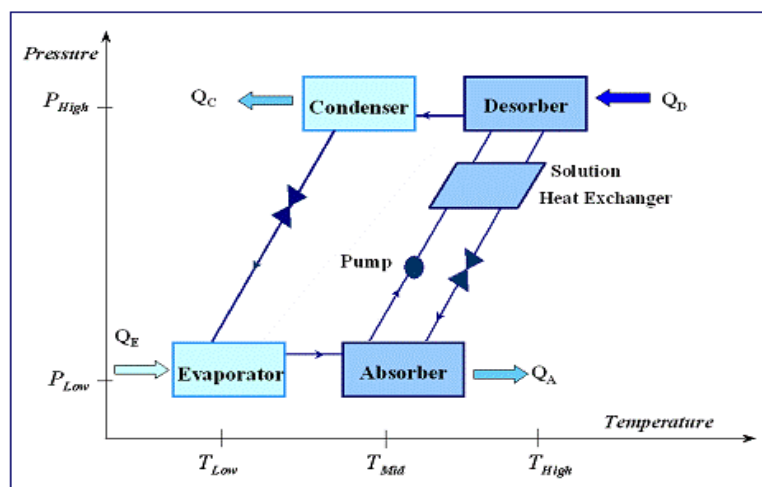 Pressure
Q_C
Condenser
Desorber
Q_D
P_High
Solution
Heat Exchanger
Pump
Q_E
Evaporator
Absorber
Q_A
P_Low
Temperature
T_Low
T_Mid
T_High